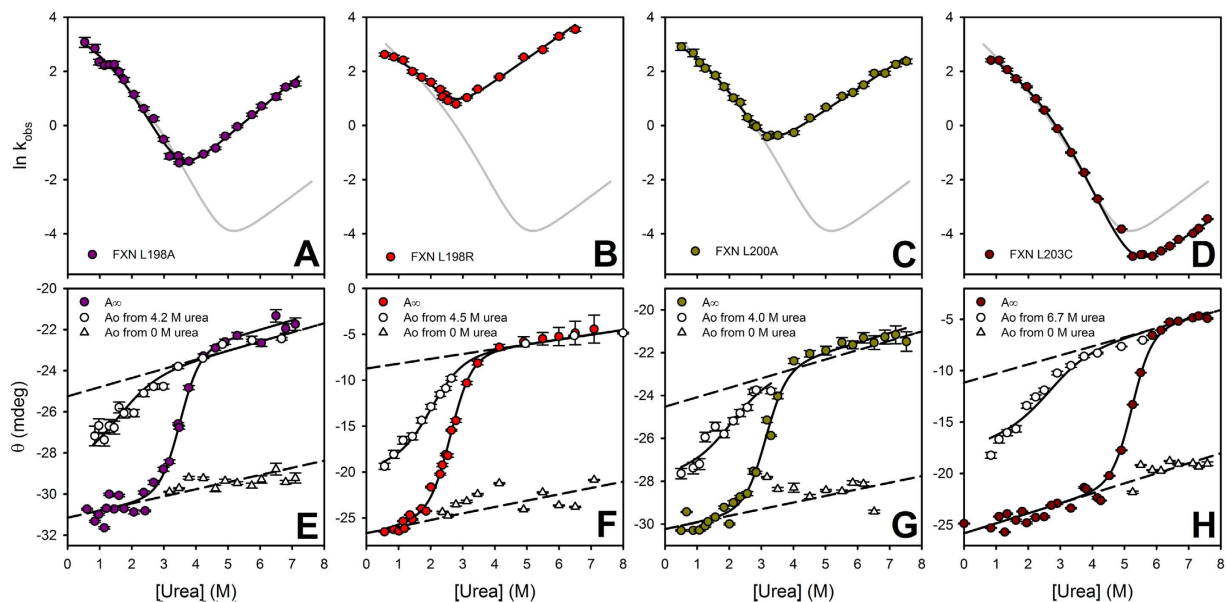 4
2
0
-2
-4
ln kobs
FXN L198A
A
4
2
0
-2
-4
FXN L198R
B
4
2
0
-2
-4
FXN L200A
C
4
2
0
-2
-4
FXN L203C
D
-20
-22
-24
-26
-28
-30
-32
θ (mdeg)
A∞
Ao from 4.2 M urea
Ao from 0 M urea
E
0 1 2 3 4 5 6 7 8
[Urea] (M)
0
-5
-10
-15
-20
-25
A∞
Ao from 4.5 M urea
Ao from 0 M urea
F
0 1 2 3 4 5 6 7 8
[Urea] (M)
-20
-22
-24
-26
-28
-30
A∞
Ao from 4.0 M urea
Ao from 0 M urea
G
0 1 2 3 4 5 6 7 8
[Urea] (M)
0
-5
-10
-15
-20
-25
A∞
Ao from 6.7 M urea
Ao from 0 M urea
H
0 1 2 3 4 5 6 7 8
[Urea] (M)